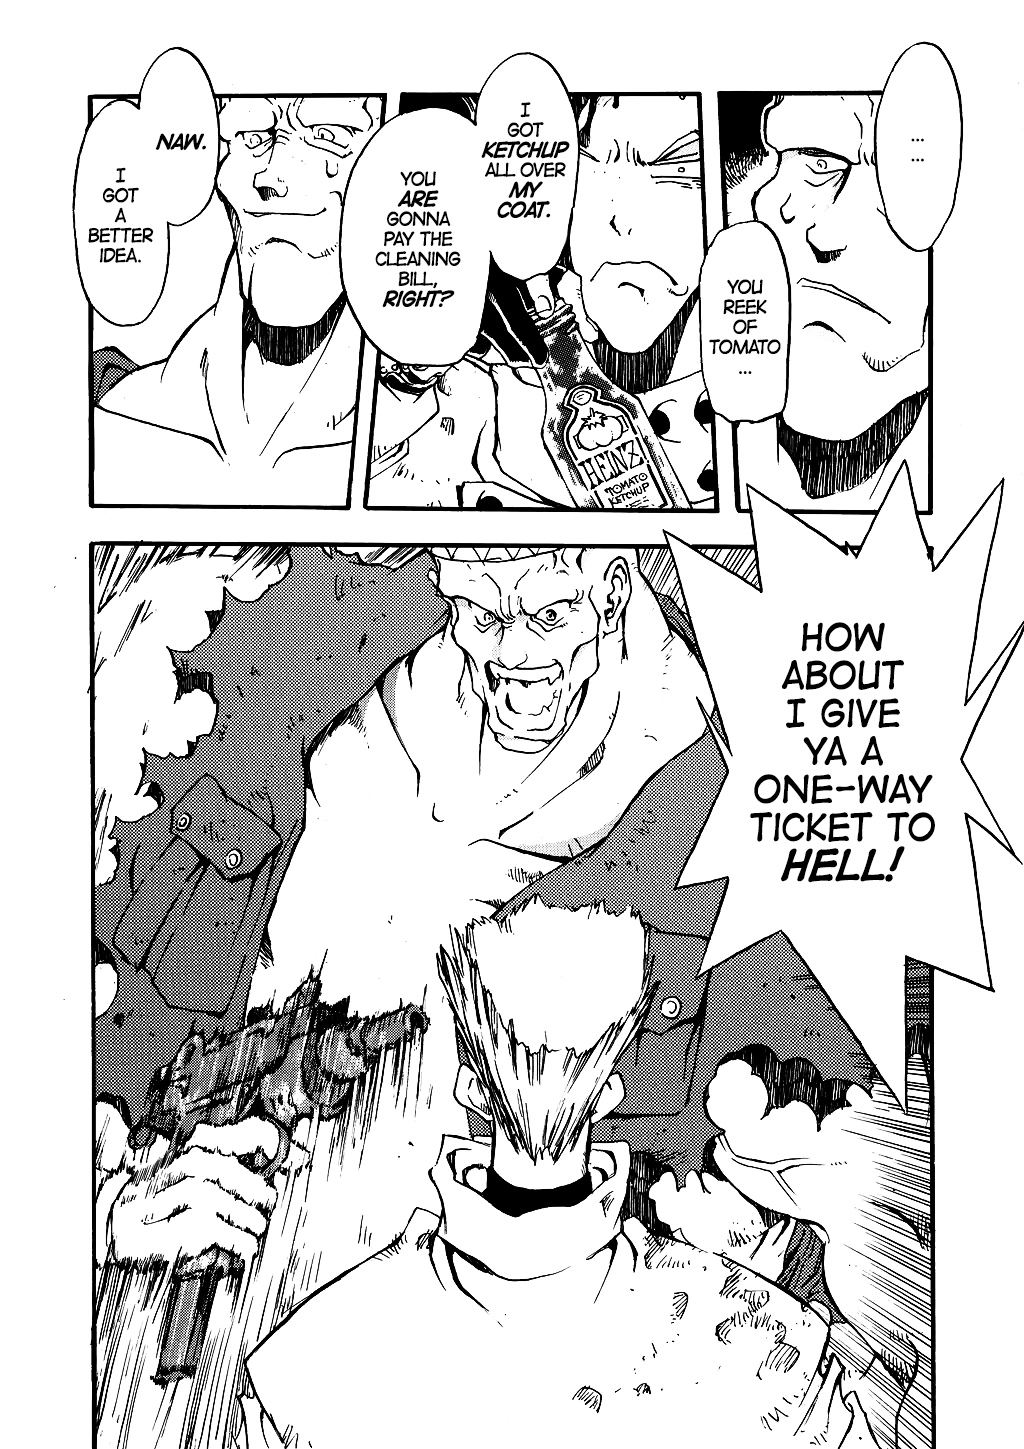 ...
...
YOU
REEK
OF
TOMATO
...
I
GOT
KETCHUP
ALL OVER
MY
COAT.
YOU
ARE
GONNA
PAY THE
CLEANING
BILL,
RIGHT?
HEINZ
TOMATO
KETCHUP
NAW.
I
GOT
A
BETTER
IDEA.
HOW
ABOUT
I GIVE
YA A
ONE-WAY
TICKET TO
HELL!